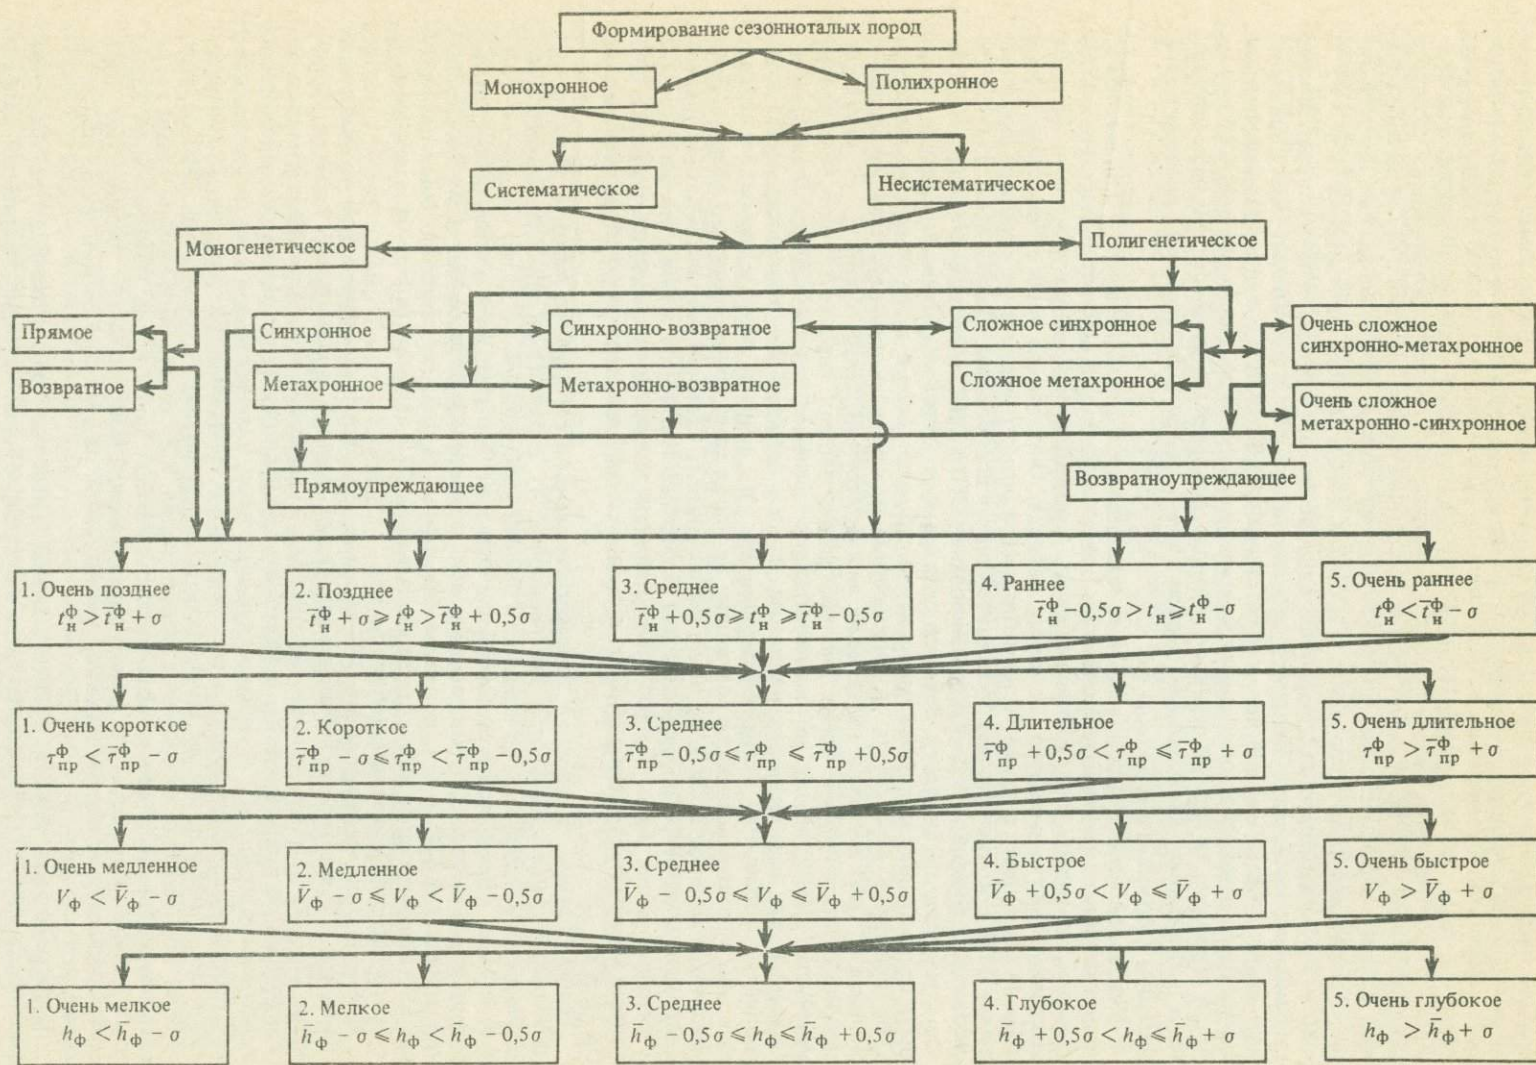 Формирование сезонноталых пород
Монохронное
Полихронное
Систематическое
Несистематическое
Моногенетическое
Полигенетическое
Прямое
Возвратное
Синхронное
Синхронно-возвратное
Сложное синхронное
Очень сложное
синхронно-метахронное
Метахронное
Метахронно-возвратное
Сложное метахронное
Очень сложное
метахронно-синхронное
Прямоупреждающее
Возвратноупреждающее
1. Очень позднее
t_н^ф > t̅_н^ф + σ
2. Позднее
t̅_н^ф + σ ⩾ t_н^ф > t̅_н^ф + 0,5σ
3. Среднее
t̅_н^ф + 0,5σ ⩾ t_н^ф ⩾ t̅_н^ф − 0,5σ
4. Раннее
t̅_н^ф − 0,5σ > t_н ⩾ t_н^ф − σ
5. Очень раннее
t_н^ф < t̅_н^ф − σ
1. Очень короткое
τ_пр^ф < τ̅_пр^ф − σ
2. Короткое
τ̅_пр^ф − σ ⩽ τ_пр^ф < τ̅_пр^ф − 0,5σ
3. Среднее
τ̅_пр^ф − 0,5σ ⩽ τ_пр^ф ⩽ τ̅_пр^ф + 0,5σ
4. Длительное
τ̅_пр^ф + 0,5σ < τ_пр^ф ⩽ τ̅_пр^ф + σ
5. Очень длительное
τ_пр^ф > τ̅_пр^ф + σ
1. Очень медленное
V_ф < V̅_ф − σ
2. Медленное
V̅_ф − σ ⩽ V_ф < V̅_ф − 0,5σ
3. Среднее
V̅_ф − 0,5σ ⩽ V_ф ⩽ V̅_ф + 0,5σ
4. Быстрое
V̅_ф + 0,5σ < V_ф ⩽ V̅_ф + σ
5. Очень быстрое
V_ф > V̅_ф + σ
1. Очень мелкое
h_ф < h̅_ф − σ
2. Мелкое
h̅_ф − σ ⩽ h_ф < h̅_ф − 0,5σ
3. Среднее
h̅_ф − 0,5σ ⩽ h_ф ⩽ h̅_ф + 0,5σ
4. Глубокое
h̅_ф + 0,5σ < h_ф ⩽ h̅_ф + σ
5. Очень глубокое
h_ф > h̅_ф + σ